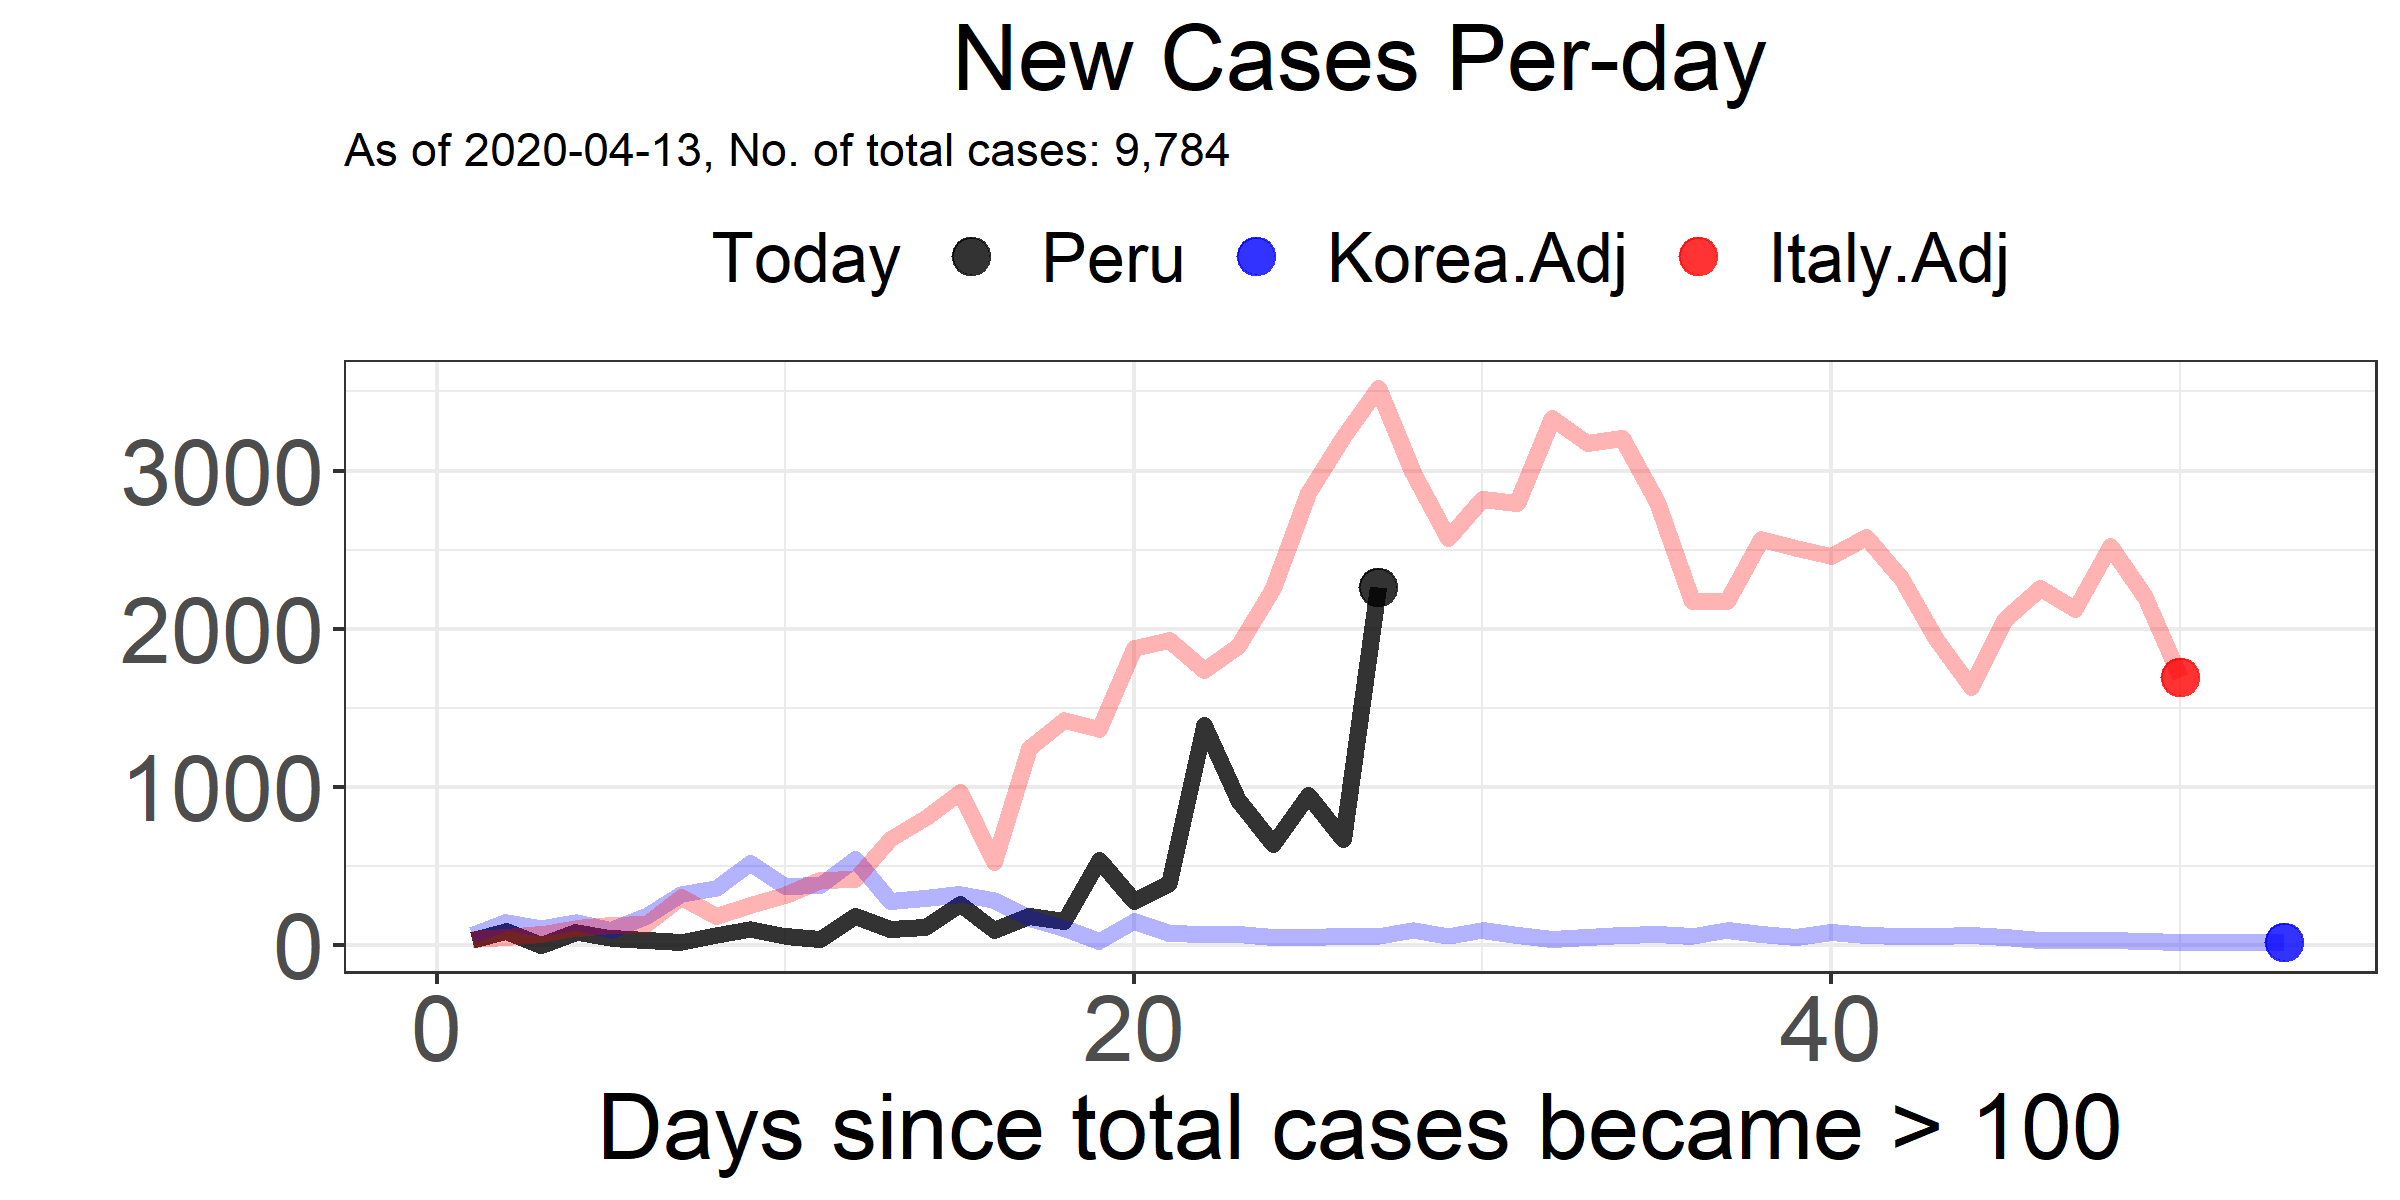 New Cases Per-day
As of 2020-04-13, No. of total cases: 9,784
Today Peru Korea.Adj Italy.Adj
3000
2000
1000
0
0 20 40
Days since total cases became > 100